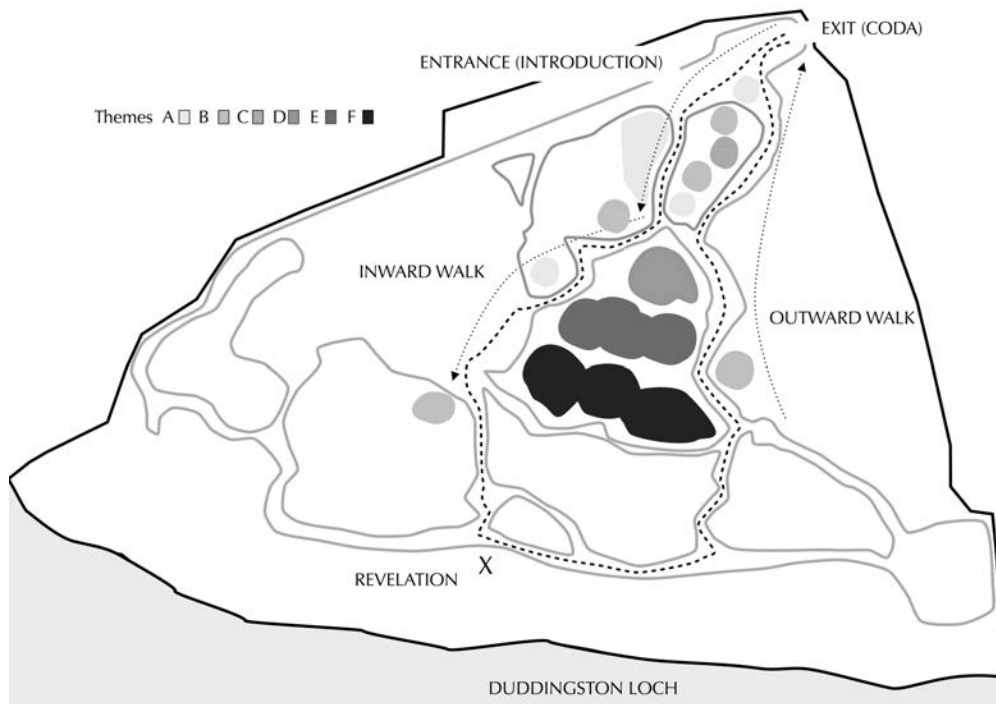 EXIT (CODA)
ENTRANCE (INTRODUCTION)
Themes A B C D E F
INWARD WALK
OUTWARD WALK
REVELATION X
DUDDINGSTON LOCH